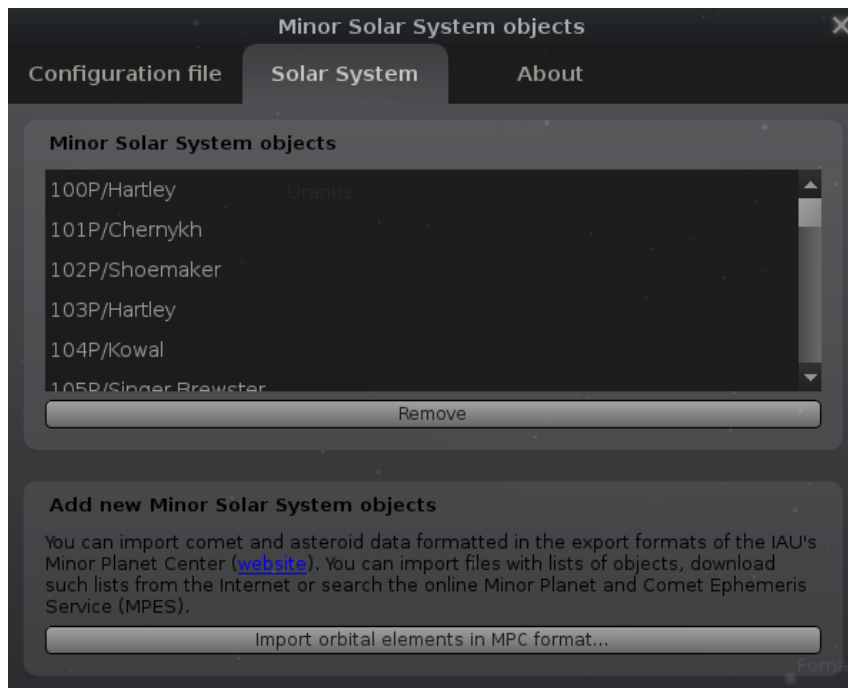 Minor Solar System objects
Configuration file
Solar System
About
Minor Solar System objects
100P/Hartley
Uranus
101P/Chernykh
102P/Shoemaker
103P/Hartley
104P/Kowal
105P/Singer Brewster
Remove
Add new Minor Solar System objects
You can import comet and asteroid data formatted in the export formats of the IAU's
Minor Planet Center (website). You can import files with lists of objects, download
such lists from the Internet or search the online Minor Planet and Comet Ephemeris
Service (MPES).
Import orbital elements in MPC format...